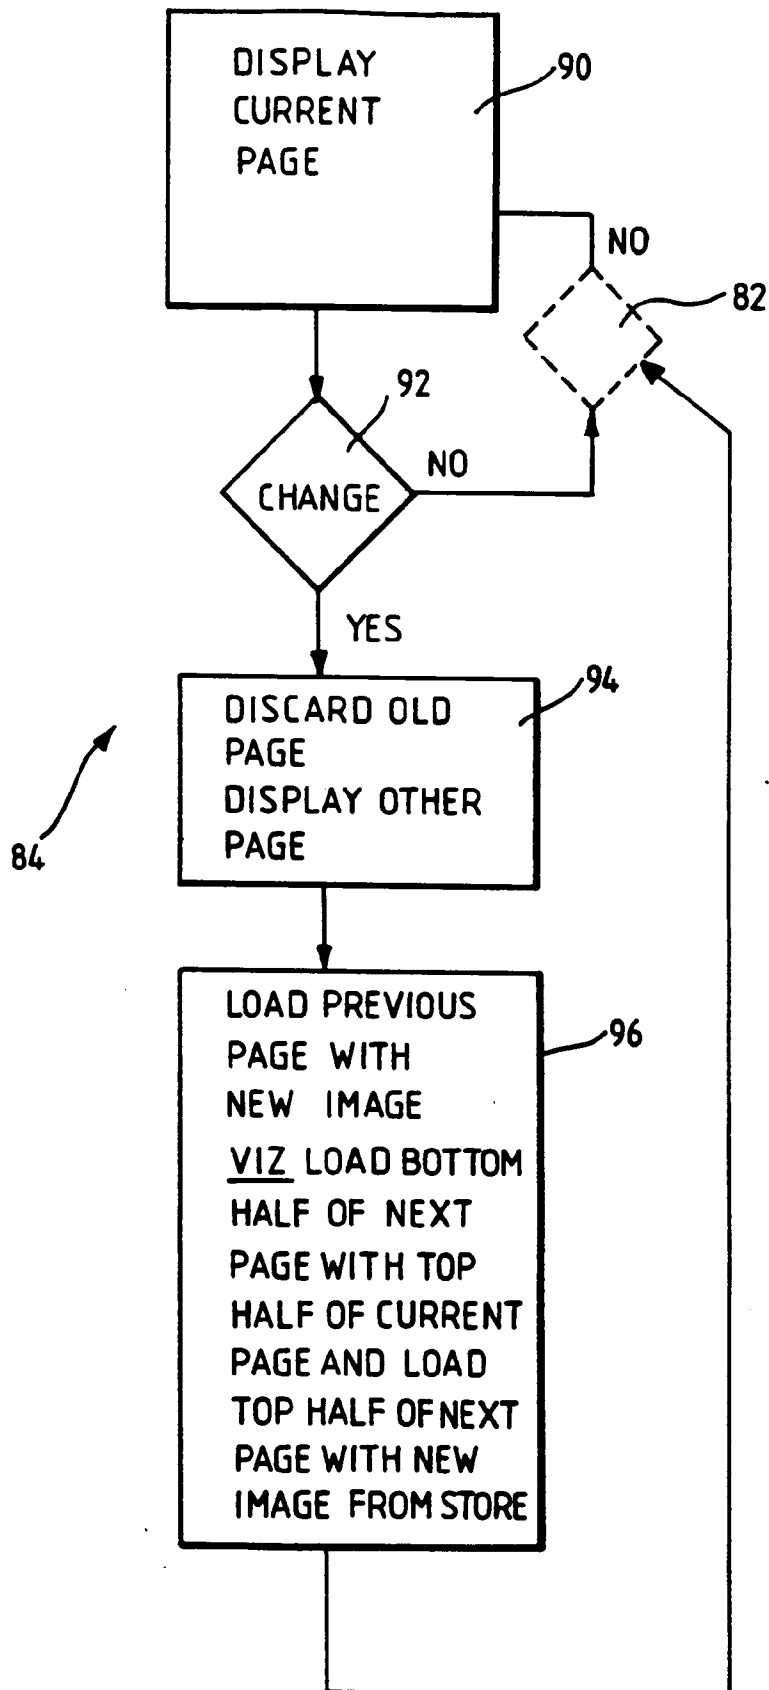 DISPLAY
CURRENT
PAGE
90
NO
82
92
NO
CHANGE
YES
94
DISCARD OLD
PAGE
DISPLAY OTHER
PAGE
84
LOAD PREVIOUS
PAGE WITH
NEW IMAGE
VIZ LOAD BOTTOM
HALF OF NEXT
PAGE WITH TOP
HALF OF CURRENT
PAGE AND LOAD
TOP HALF OF NEXT
PAGE WITH NEW
IMAGE FROM STORE
96